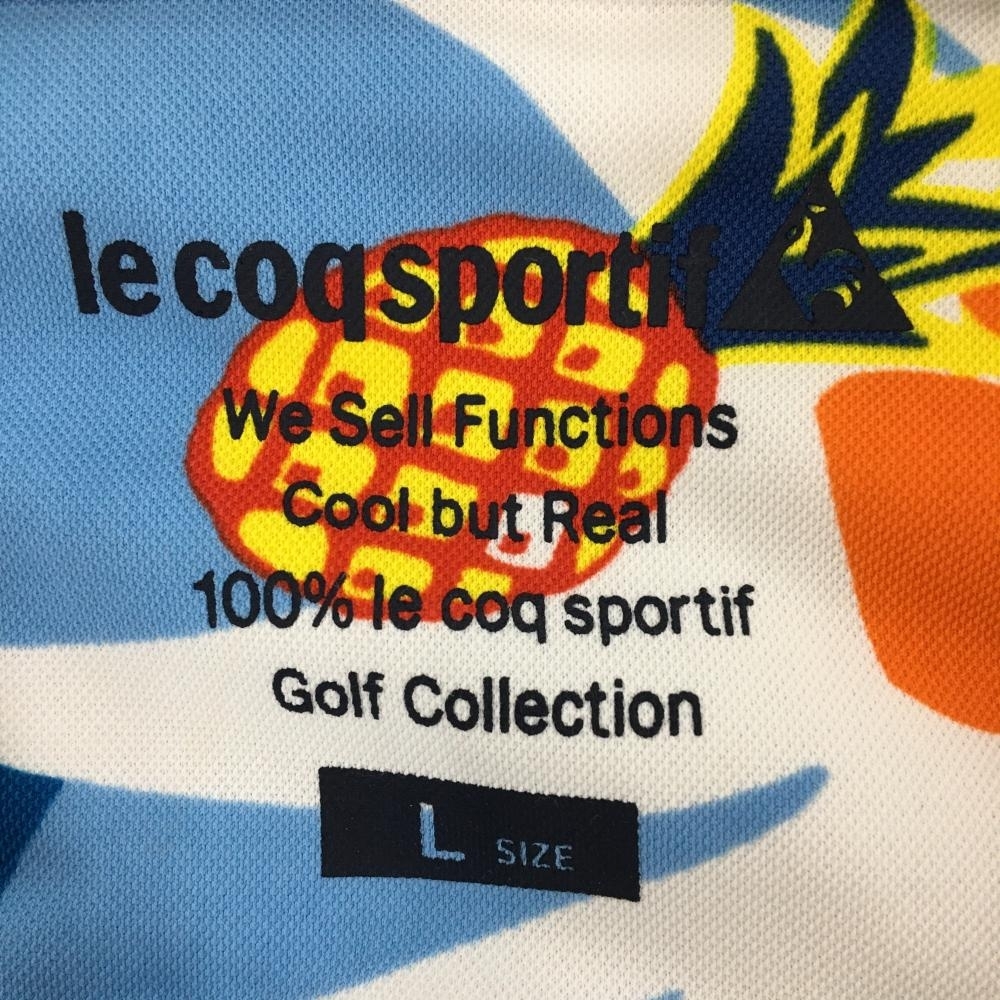 le coq sportif
We Sell Functions
Cool but Real
100% le coq sportif
Golf Collection
L SIZE